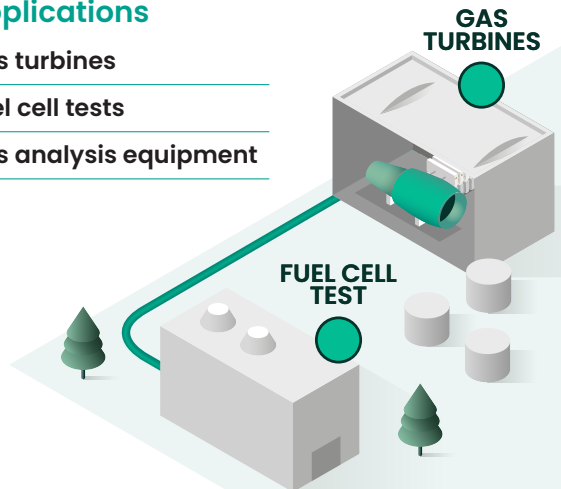 plications
s turbines
el cell tests
s analysis equipment
GAS
TURBINES
FUEL CELL
TEST